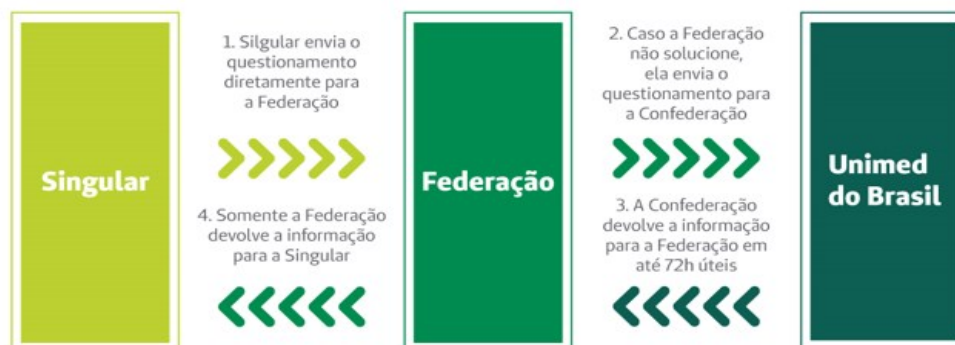 Singular
1. Silgular envia o
questionamento
diretamente para
a Federação
4. Somente a Federação
devolve a informação
para a Singular
Federação
2. Caso a Federação
não solucione,
ela envia o
questionamento para
a Confederação
3. A Confederação
devolve a informação
para a Federação em
até 72h úteis
Unimed
do Brasil